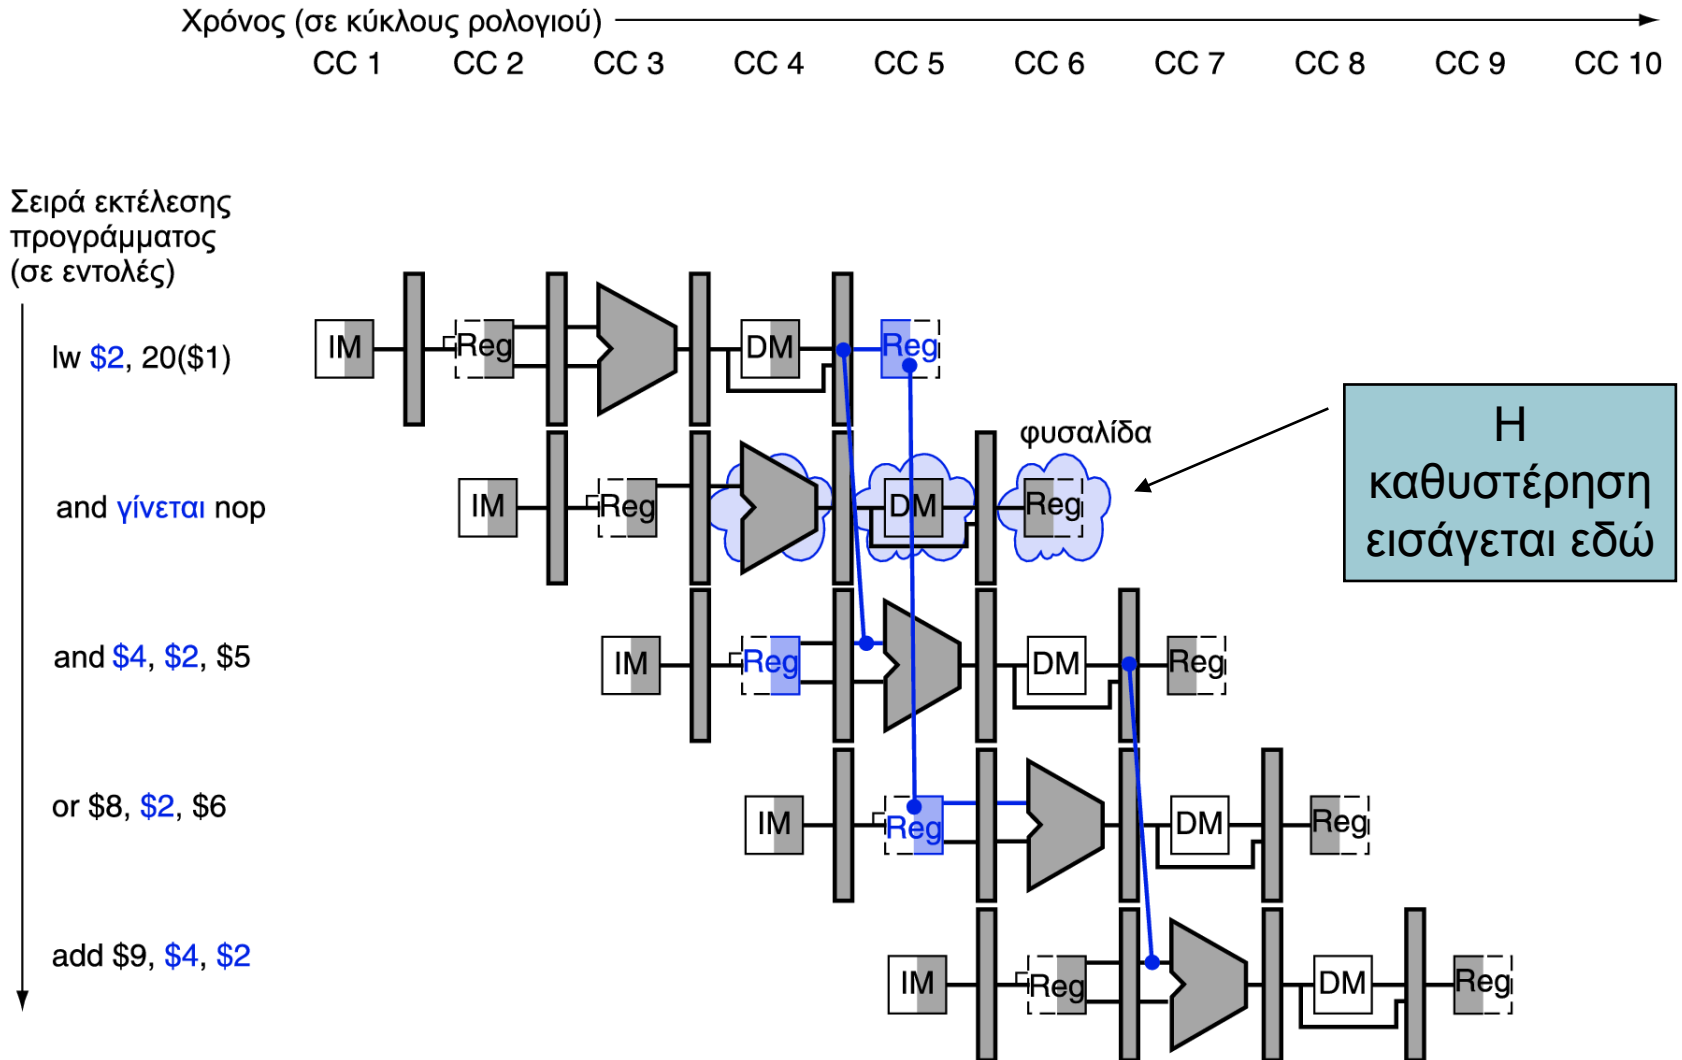 Χρόνος (σε κύκλους ρολογιού)
CC 1 CC 2 CC 3 CC 4 CC 5 CC 6 CC 7 CC 8 CC 9 CC 10
Σειρά εκτέλεσης
προγράμματος
(σε εντολές)
lw $2, 20($1)
IM Reg DM Reg
φυσαλίδα
Η
καθυστέρηση
εισάγεται εδώ
and γίνεται nop
IM Reg DM Reg
and $4, $2, $5
IM Reg DM Reg
or $8, $2, $6
IM Reg DM Reg
add $9, $4, $2
IM Reg DM Reg